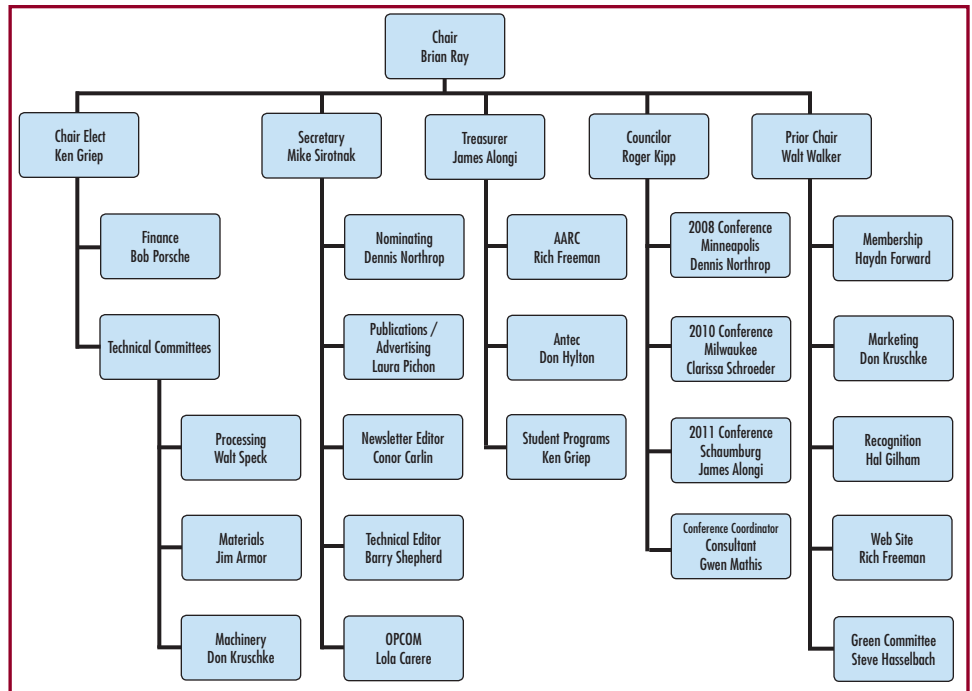 Chair
Brian Ray
Chair Elect
Ken Griep
Secretary
Mike Sirotnak
Treasurer
James Alongi
Councilor
Roger Kipp
Prior Chair
Walt Walker
Finance
Bob Porsche
Technical Committees
Processing
Walt Speck
Materials
Jim Armor
Machinery
Don Kruschke
Nominating
Dennis Northrop
Publications /
Advertising
Laura Pichon
Newsletter Editor
Conor Carlin
Technical Editor
Barry Shepherd
OPCOM
Lola Carere
AARC
Rich Freeman
Antec
Don Hylton
Student Programs
Ken Griep
2008 Conference
Minneapolis
Dennis Northrop
2010 Conference
Milwaukee
Clarissa Schroeder
2011 Conference
Schaumburg
James Alongi
Conference Coordinator
Consultant
Gwen Mathis
Membership
Haydn Forward
Marketing
Don Kruschke
Recognition
Hal Gilham
Web Site
Rich Freeman
Green Committee
Steve Hasselbach